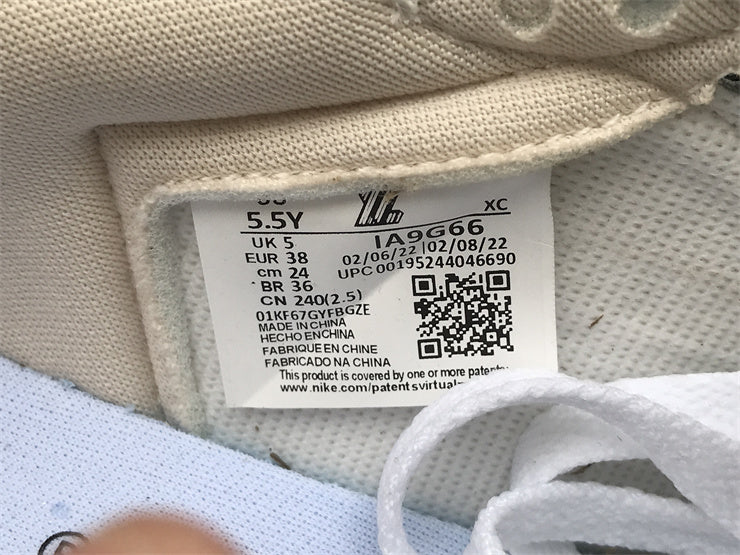 5.5Y
XC
UK 5
IA9G66
EUR 38
02/06/22 | 02/08/22
cm 24
UPC 00195244046690
BR 36
CN 240(2.5)
01KF67GYFBGZE
MADE IN CHINA
HECHO EN CHINA
FABRIQUE EN CHINE
FABRICADO NA CHINA
This product is covered by one or more
www.nike.com/